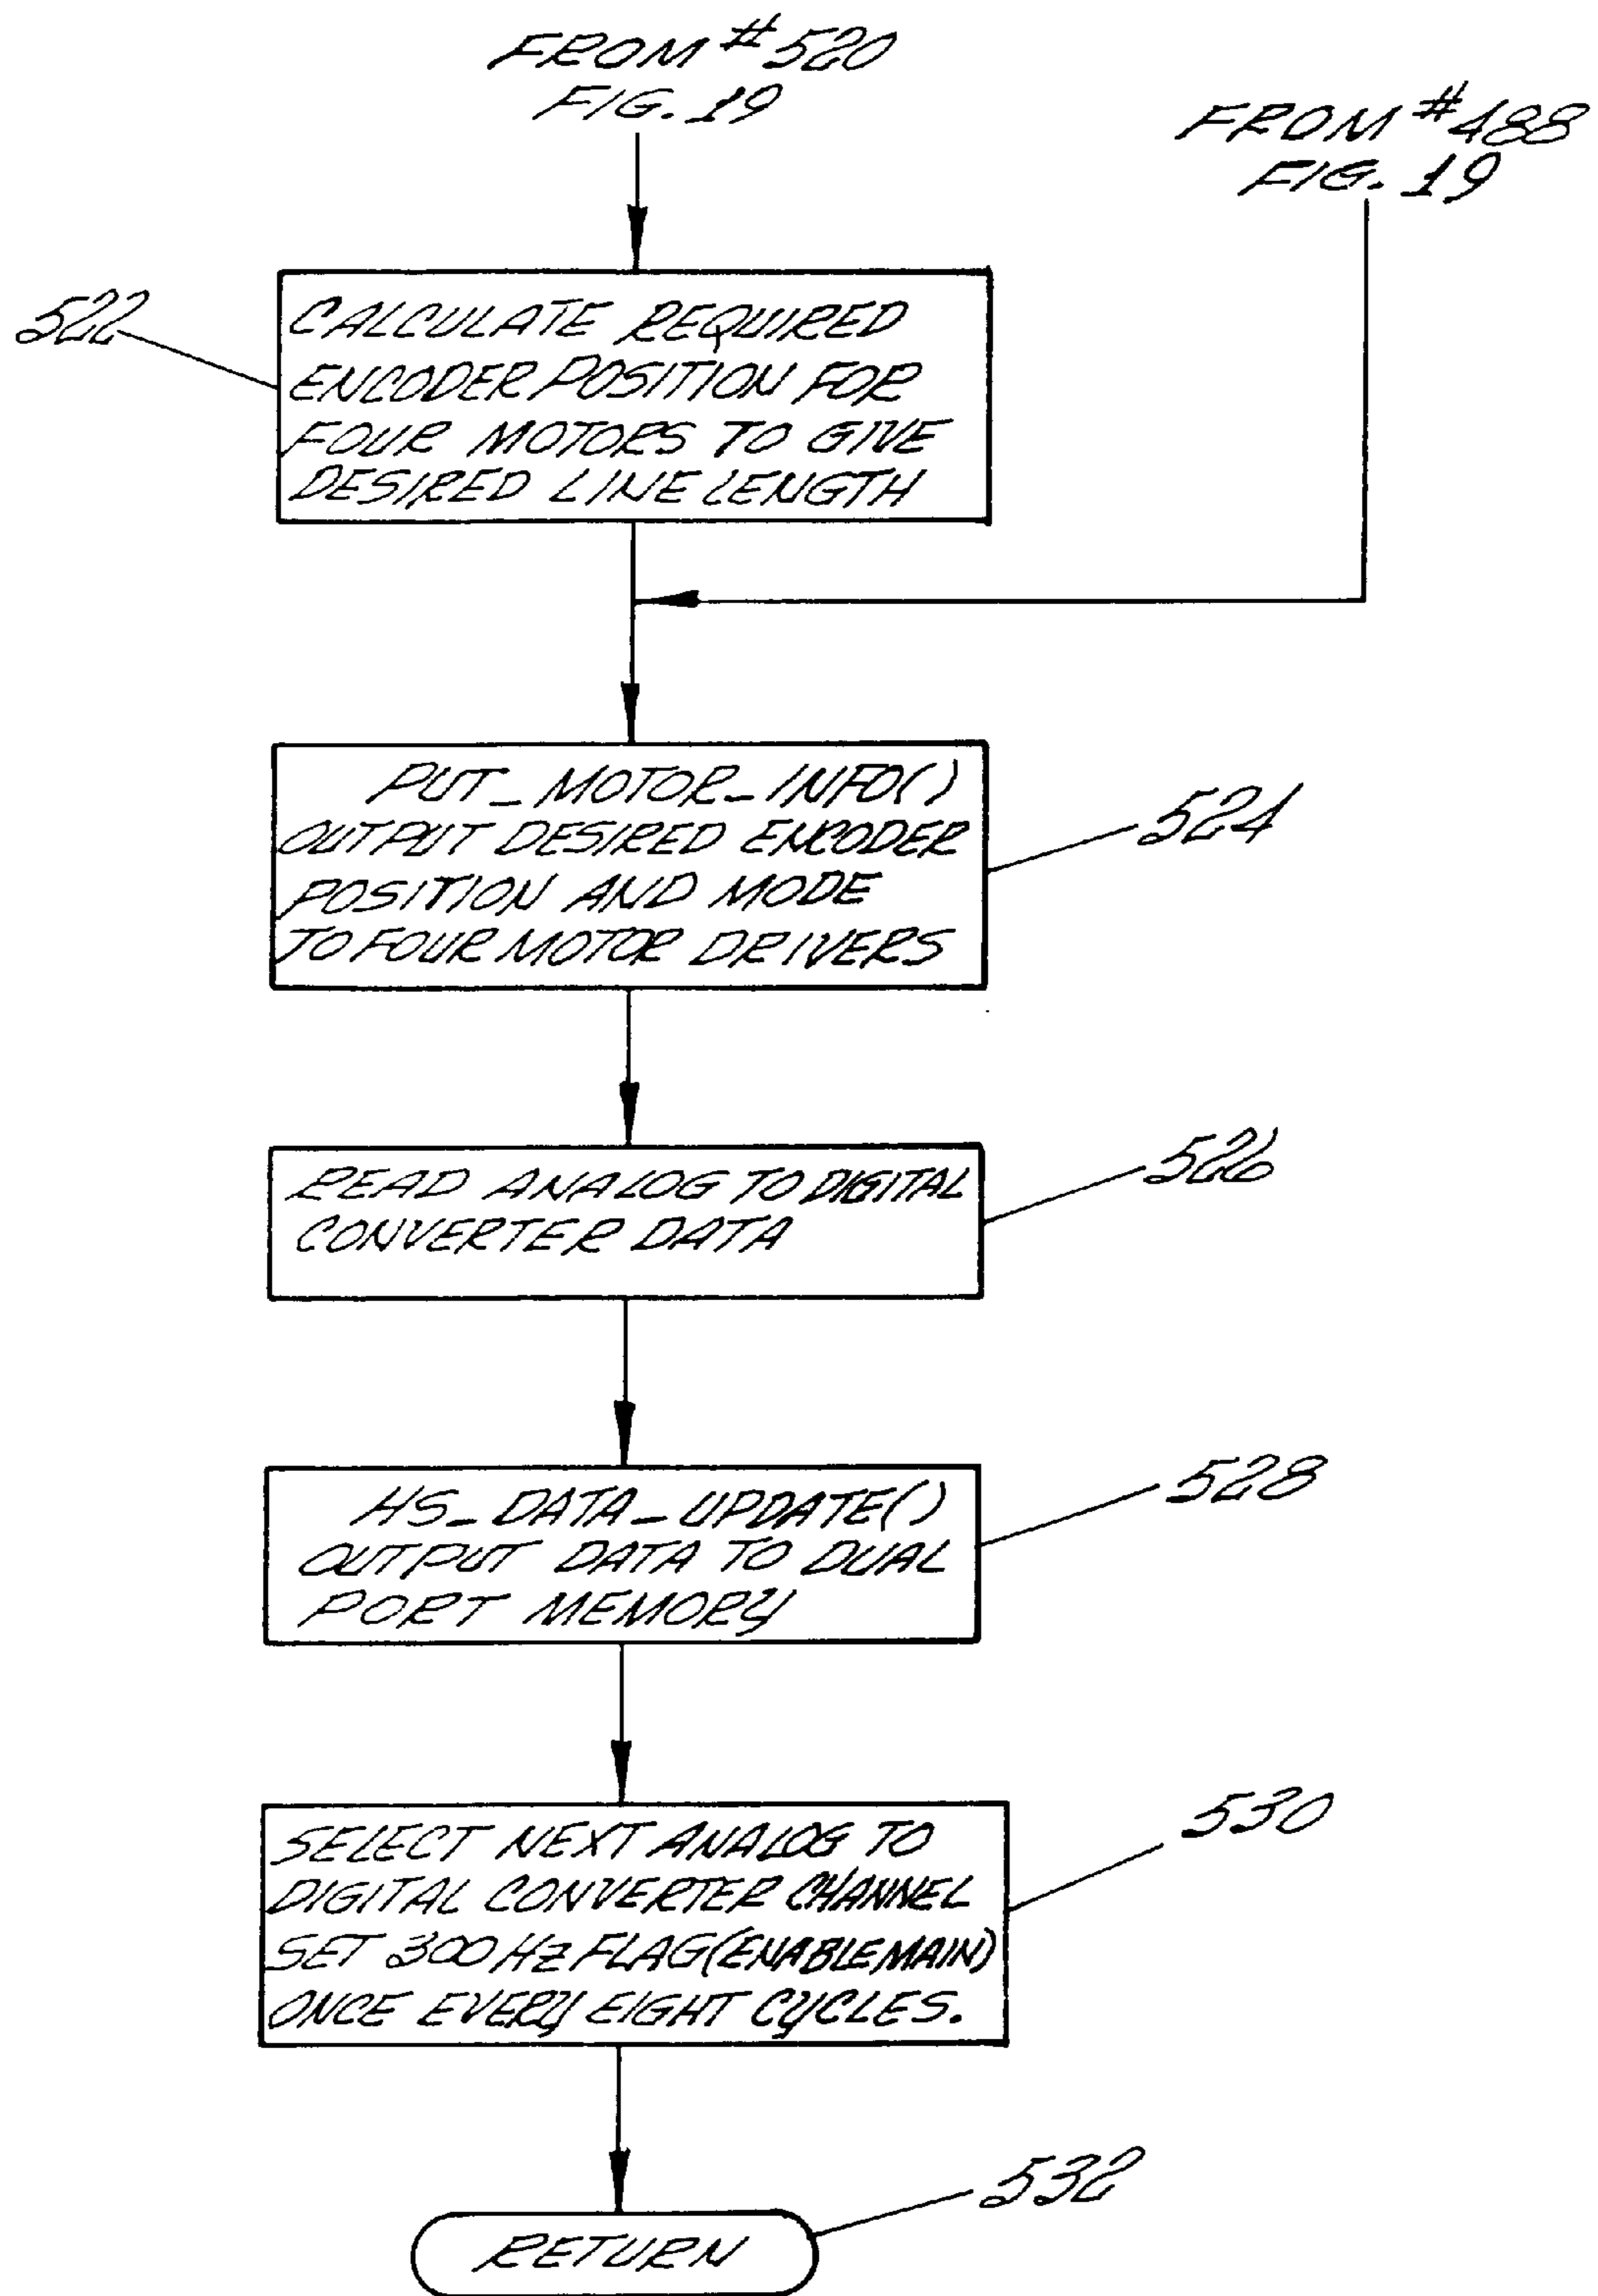 FROM #520
FIG. 19
FROM #488
FIG. 19
522
CALCULATE REQUIRED
ENCODER POSITION FOR
FOUR MOTORS TO GIVE
DESIRED LINE LENGTH
PUT_MOTOR_INFO()
OUTPUT DESIRED ENCODER
POSITION AND MODE
TO FOUR MOTOR DRIVERS
524
READ ANALOG TO DIGITAL
CONVERTER DATA
526
HS_DATA_UPDATE()
OUTPUT DATA TO DUAL
PORT MEMORY
528
SELECT NEXT ANALOG TO
DIGITAL CONVERTER CHANNEL
SET 300 HZ FLAG (ENABLE MAIN)
ONCE EVERY EIGHT CYCLES.
530
RETURN
532